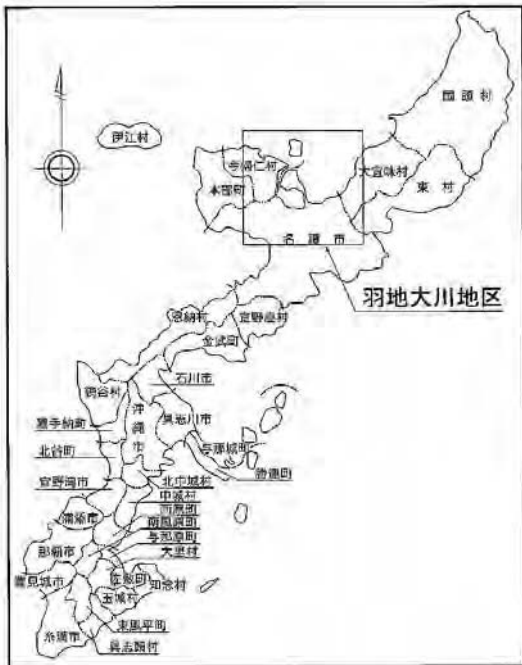 国頭村
伊江村
今帰仁村
大宜味村
本部町
東村
名護市
羽地大川地区
恩納村
宜野座村
金武町
石川市
読谷村
沖縄市
具志川市
嘉手納町
与那城町
北谷町
勝連町
宜野湾市
北中城村
中城村
西原町
浦添市
南風原町
与那原町
那覇市
大里村
豊見城市
佐敷町
知念村
玉城村
糸満市
東風平町
具志頭村